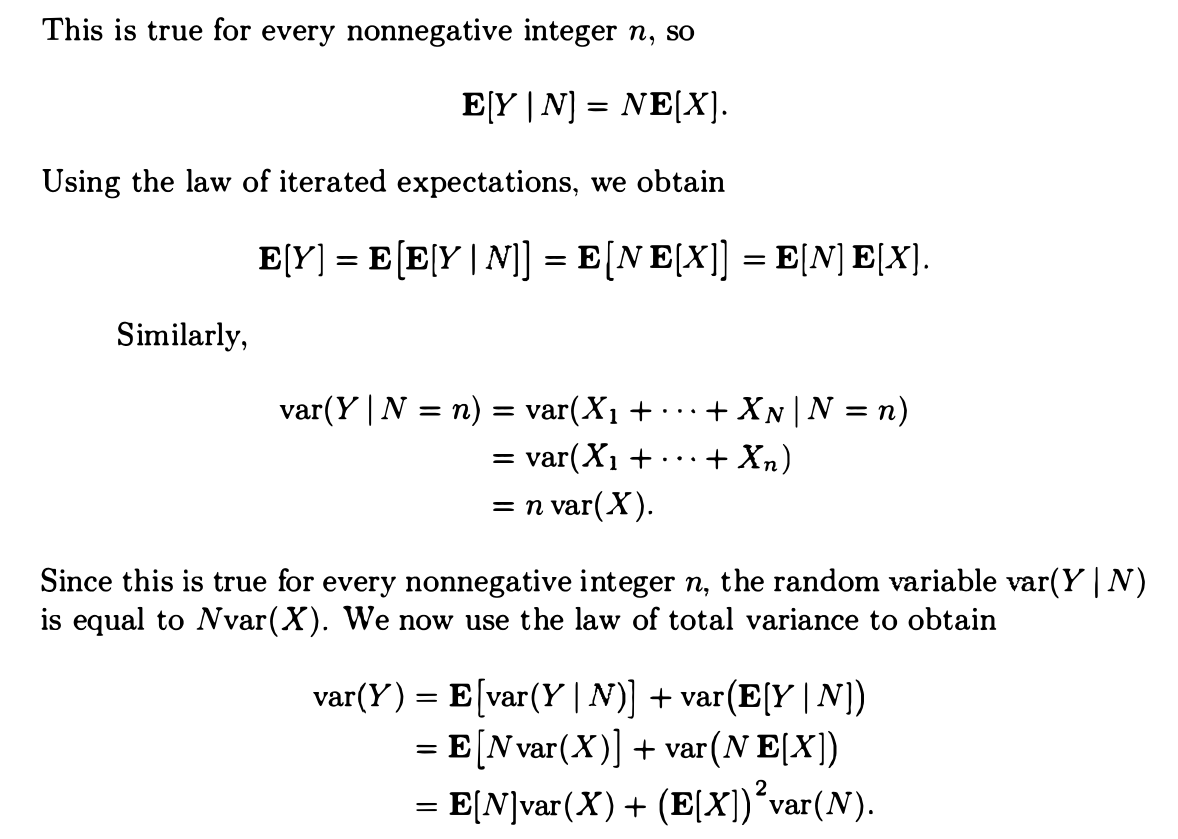 This is true for every nonnegative integer n, so
E[Y | N] = NE[X].
Using the law of iterated expectations, we obtain
E[Y] = E[E[Y | N]] = E[N E[X]] = E[N] E[X].
Similarly,
var(Y | N = n) = var(X₁ + ··· + X_N | N = n)
= var(X₁ + ··· + Xₙ)
= n var(X).
Since this is true for every nonnegative integer n, the random variable var(Y | N)
is equal to Nvar(X). We now use the law of total variance to obtain
var(Y) = E[var(Y | N)] + var(E[Y | N])
= E[N var(X)] + var(N E[X])
= E[N]var(X) + (E[X])²var(N).